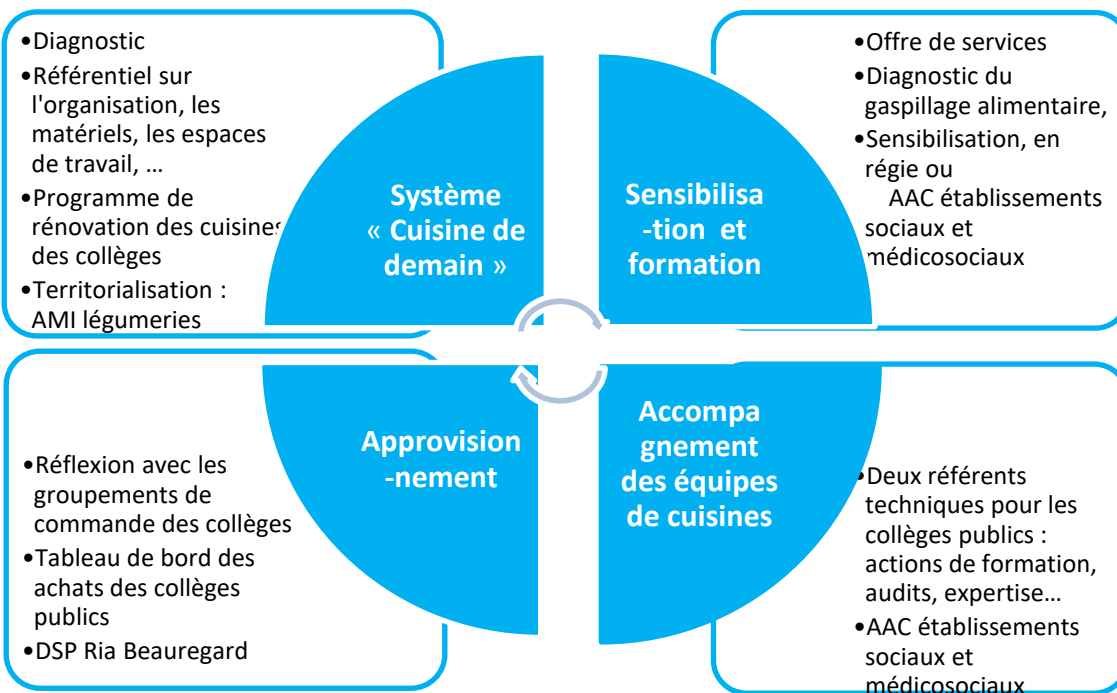 •Diagnostic
•Référentiel sur
l'organisation, les
matériels, les espaces
de travail, …
•Programme de
rénovation des cuisines
des collèges
•Territorialisation :
AMI légumeries
Système
« Cuisine de
demain »
Sensibilisa
-tion et
formation
•Offre de services
•Diagnostic du
gaspillage alimentaire,
•Sensibilisation, en
régie ou
AAC établissements
sociaux et
médicosociaux
•Réflexion avec les
groupements de
commande des collèges
•Tableau de bord des
achats des collèges
publics
•DSP Ria Beauregard
Approvision
-nement
Accompa
gnement
des équipes
de cuisines
•Deux référents
techniques pour les
collèges publics :
actions de formation,
audits, expertise…
•AAC établissements
sociaux et
médicosociaux